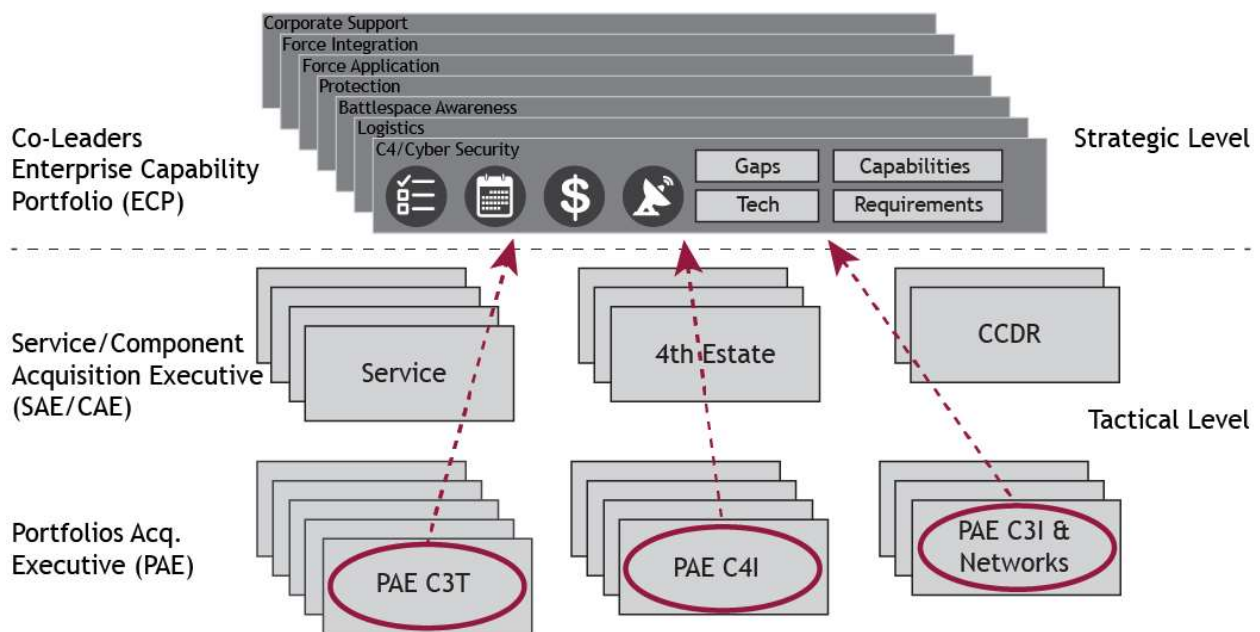 Corporate Support
Force Integration
Force Application
Protection
Battlespace Awareness
Logistics
C4/Cyber Security
Gaps
Capabilities
Tech
Requirements
$
Co-Leaders
Enterprise Capability
Portfolio (ECP)
Strategic Level
Service/Component
Acquisition Executive
(SAE/CAE)
Service
4th Estate
CCDR
Tactical Level
Portfolios Acq.
Executive (PAE)
PAE C3T
PAE C4I
PAE C3I &
Networks